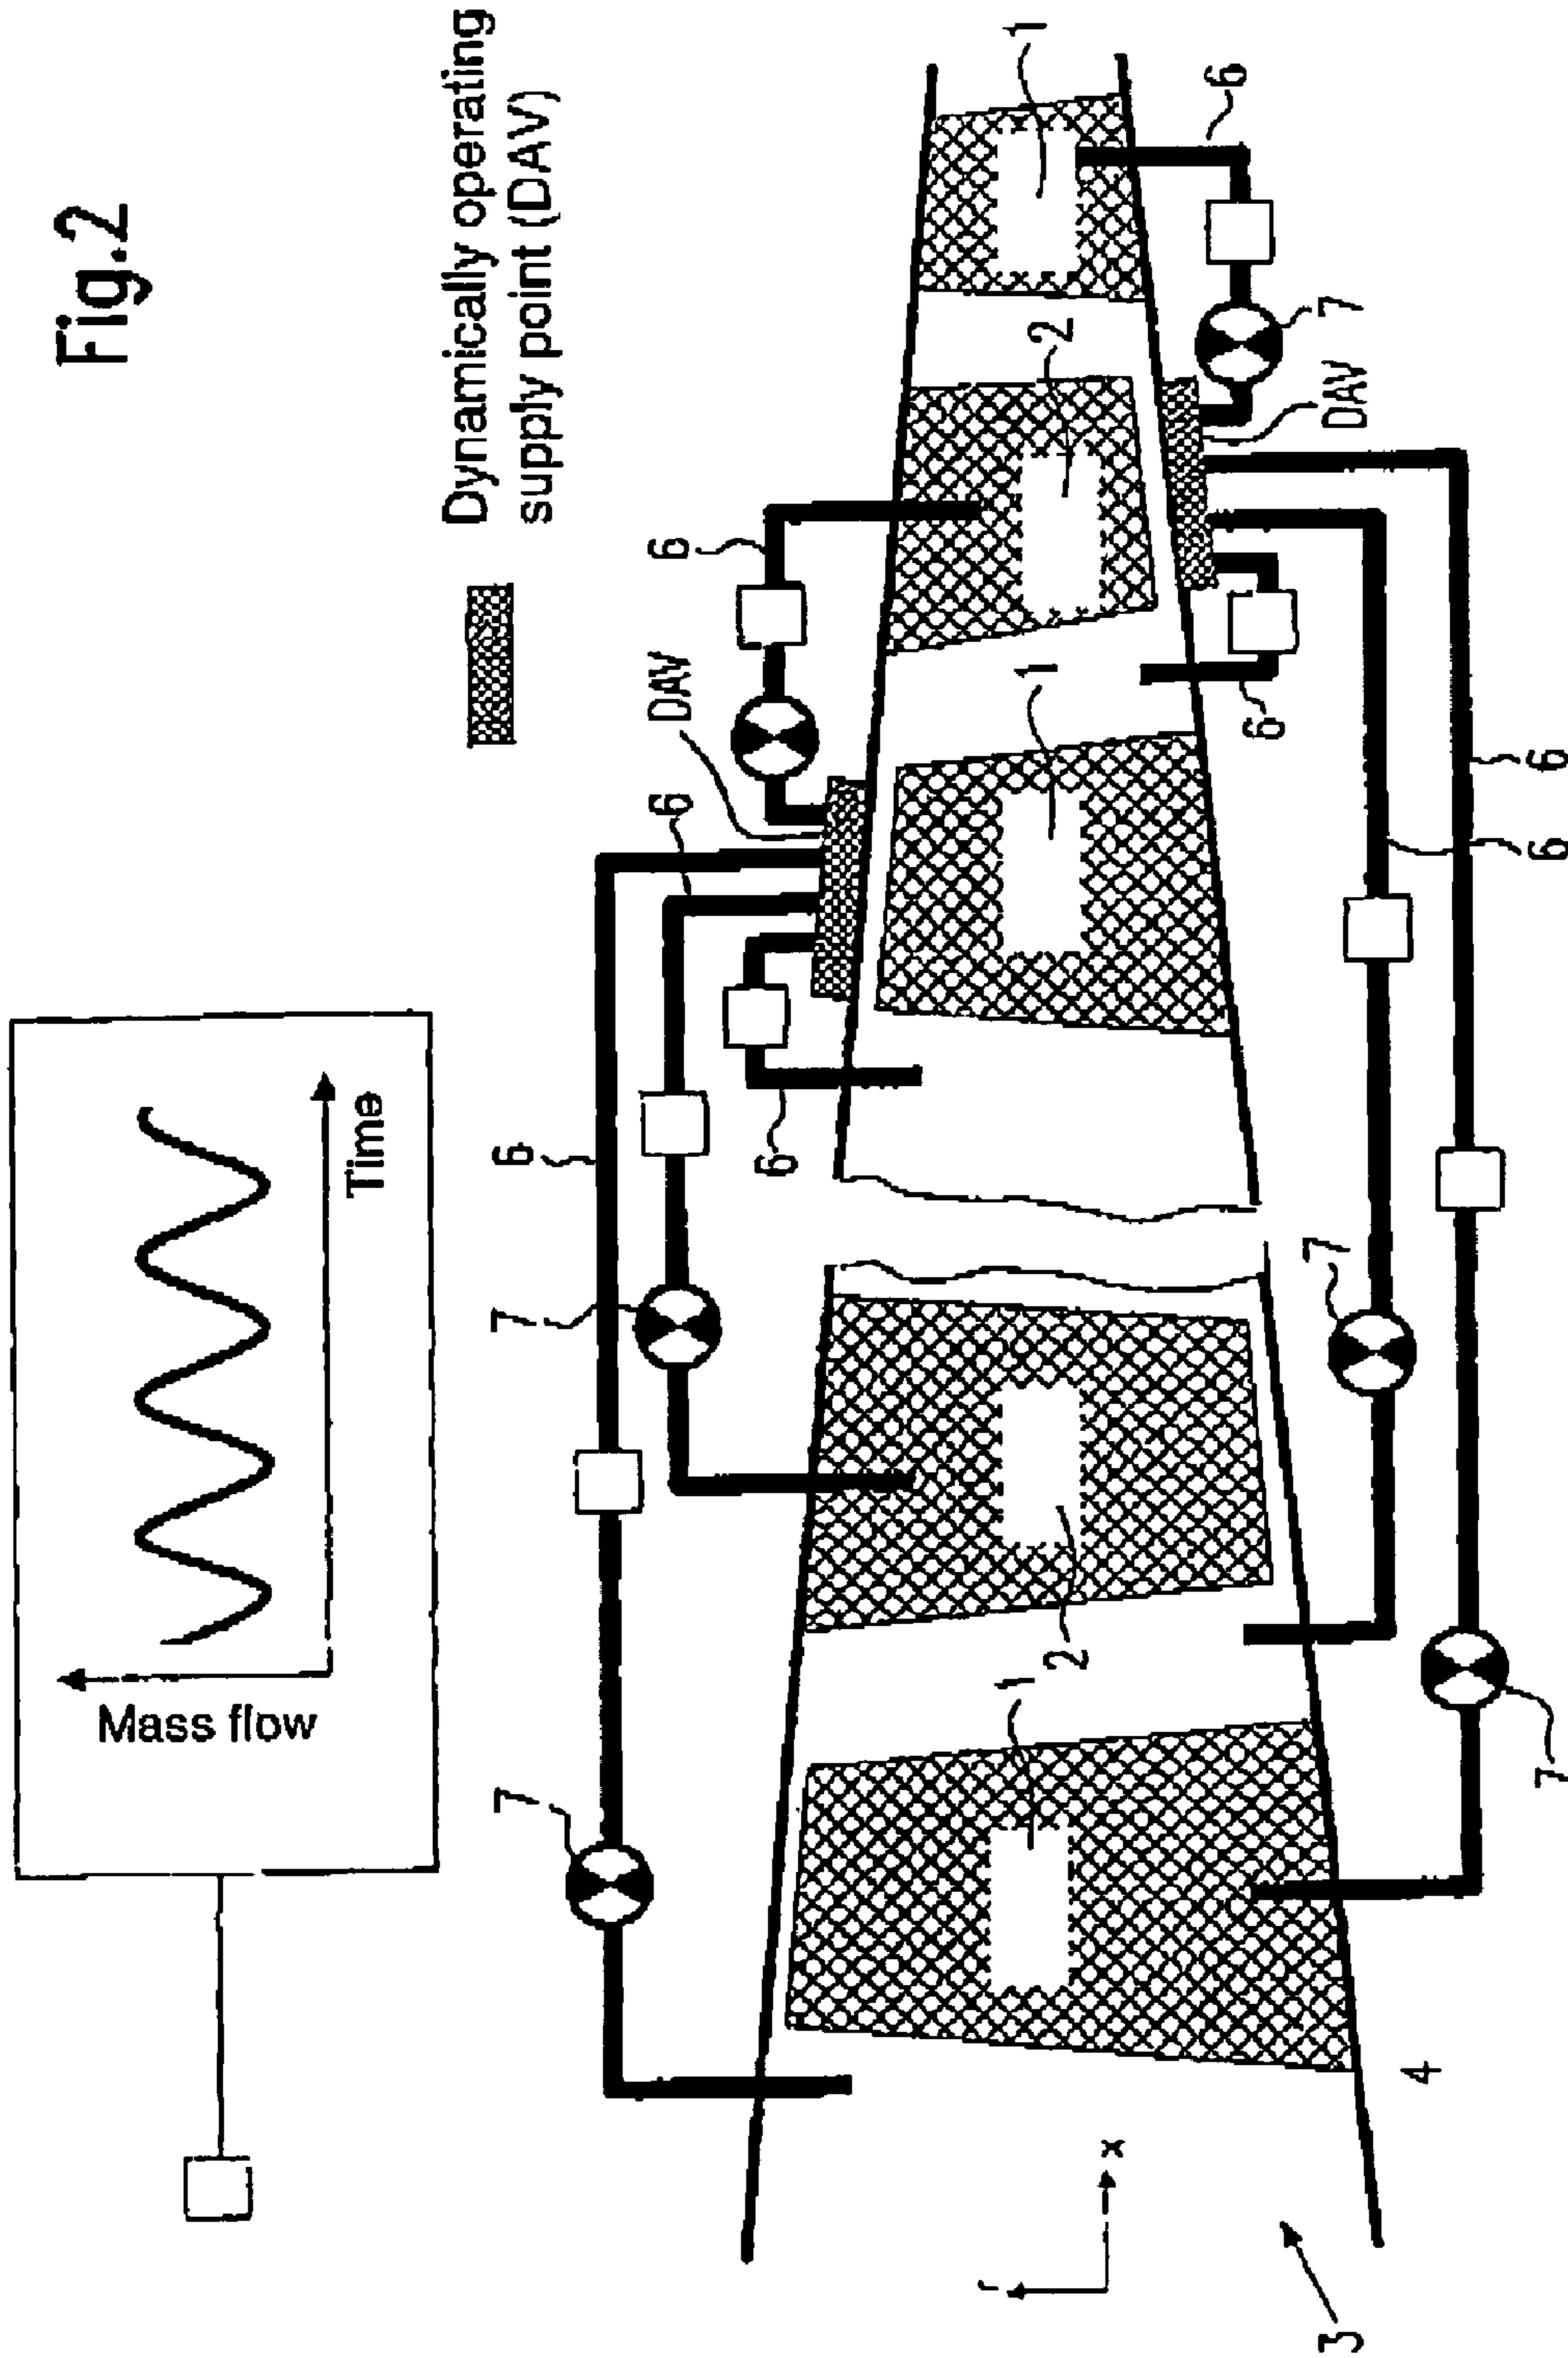 Fig.2
Mass flow
Time
Dynamically operating
supply point (DAV)
7
7
6
6
DAV
6
6
r
1
2
1
2
1
x
6
6
7
7
DAV
3
4
7
6
6